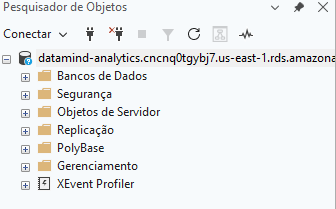 Pesquisador de Objetos
Conectar
datamind-analytics.cncnq0tgybj7.us-east-1.rds.amazona
Bancos de Dados
Segurança
Objetos de Servidor
Replicação
PolyBase
Gerenciamento
XEvent Profiler